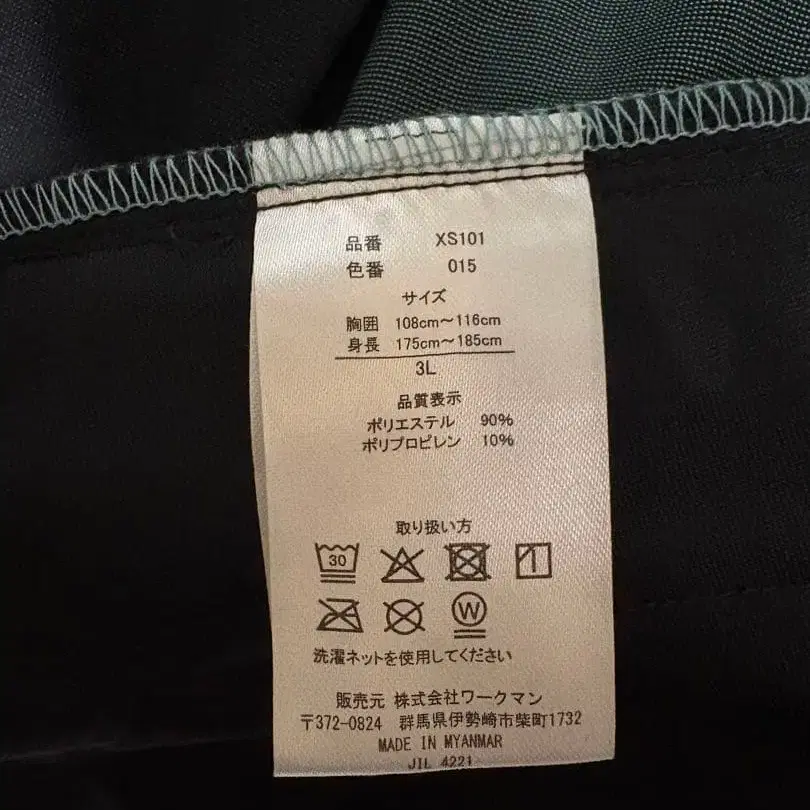 品番 XS101
色番 015
サイズ
胸囲 108cm～116cm
身長 175cm～185cm
3L
品質表示
ポリエステル 90%
ポリプロピレン 10%
取り扱い方
30
W
洗濯ネットを使用してください
販売元 株式会社ワークマン
〒372-0824 群馬県伊勢崎市柴町1732
MADE IN MYANMAR
JIL 4221